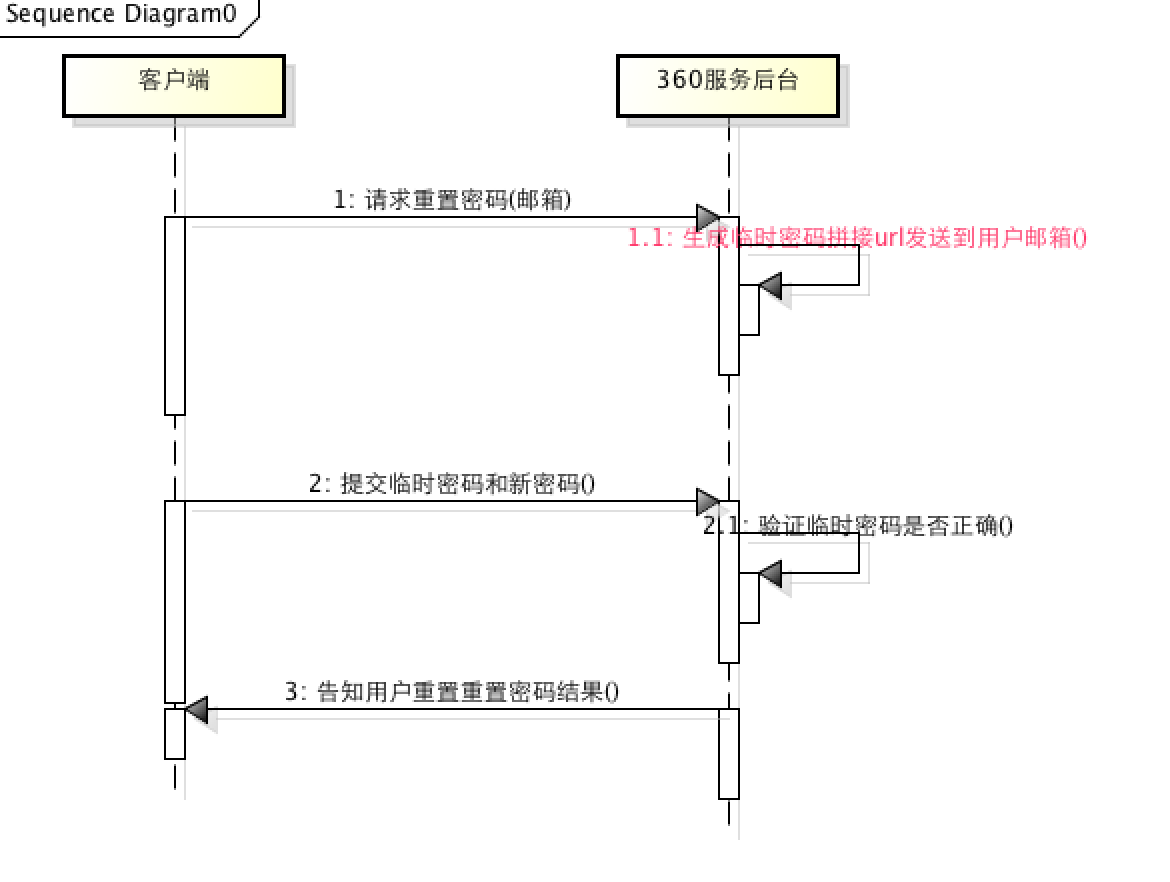 Sequence Diagram0
客户端
360服务后台
1: 请求重置密码(邮箱)
1.1: 生成临时密码拼接url发送到用户邮箱()
2: 提交临时密码和新密码()
2.1: 验证临时密码是否正确()
3: 告知用户重置重置密码结果()